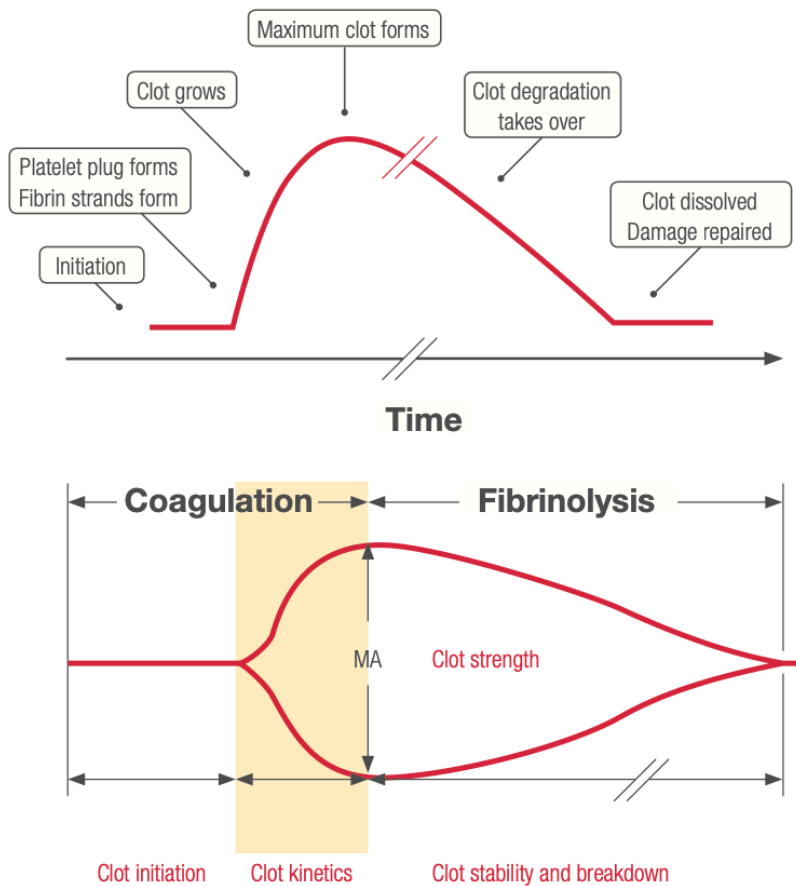 Maximum clot forms
Clot grows
Clot degradation
takes over
Platelet plug forms
Fibrin strands form
Clot dissolved
Damage repaired
Initiation
Time
Coagulation
Fibrinolysis
MA
Clot strength
Clot initiation
Clot kinetics
Clot stability and breakdown